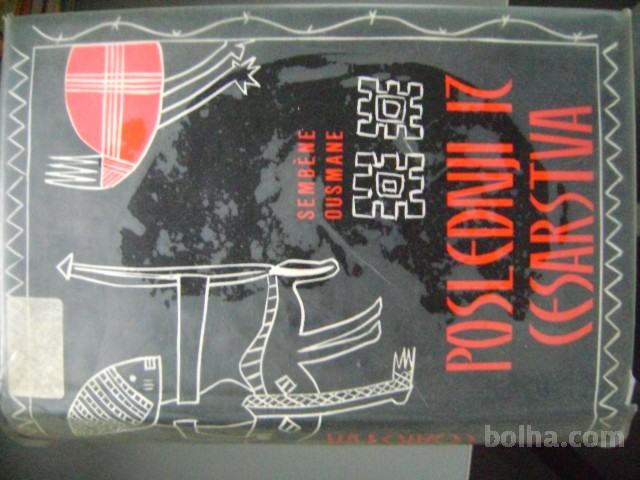 SEMBÈNE
OUSMANE
POSLEDNJI IZ
CESARSTVA
bolha.com